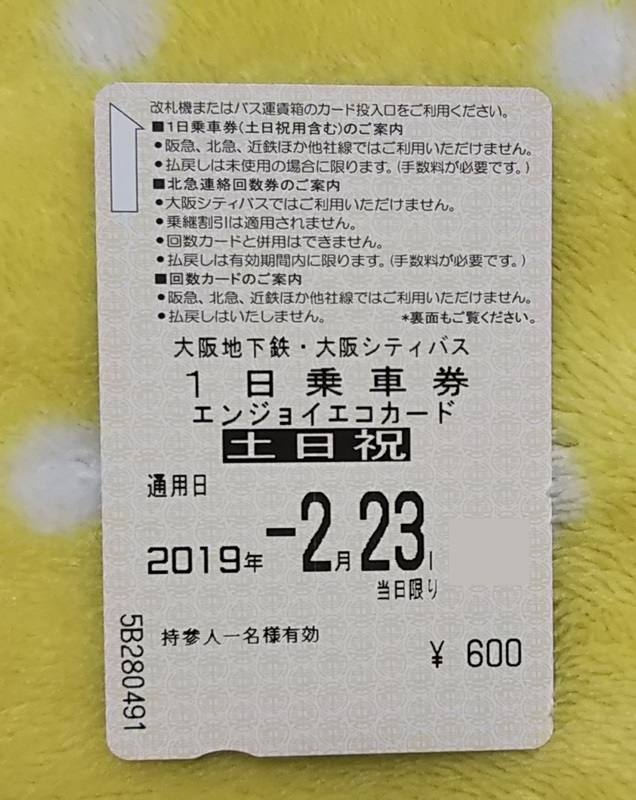 改札機またはバス運賃箱のカード投入口をご利用ください。
■1日乗車券(土日祝用含む)のご案内
●阪急、北急、近鉄ほか他社線ではご利用いただけません。
●払戻しは未使用の場合に限ります。(手数料が必要です。)
■北急連絡回数券のご案内
●大阪シティバスではご利用いただけません。
●乗継割引は適用されません。
●回数カードと併用はできません。
●払戻しは有効期間内に限ります。(手数料が必要です。)
■回数カードのご案内
●阪急、北急、近鉄ほか他社線ではご利用いただけません。
●払戻しはいたしません。 *裏面もご覧ください。
大阪地下鉄・大阪シティバス
1日乗車券
エンジョイエコカード
土日祝
通用日
2019年-2月23日
当日限り
持参人一名様有効
¥ 600
5B280491